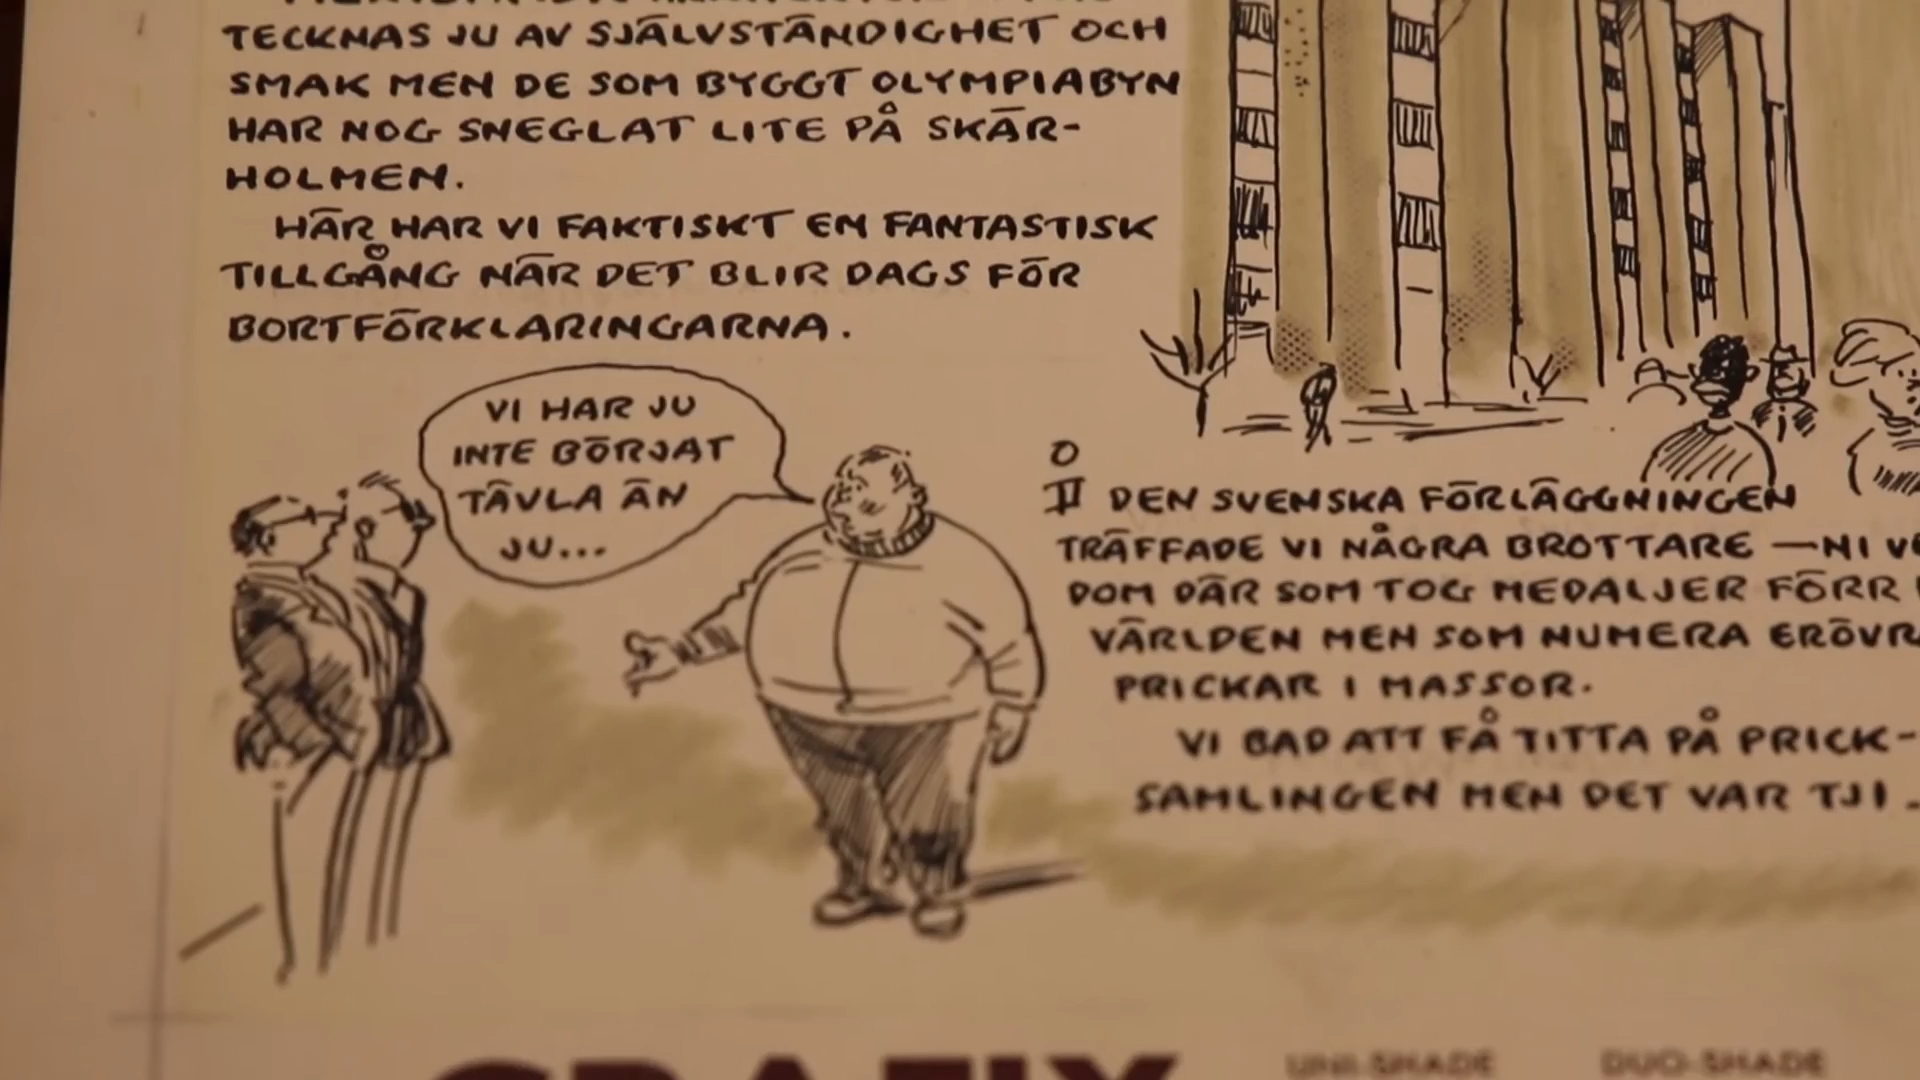 TECKNAS JU AV SJÄLVSTÄNDIGHET OCH
SMAK MEN DE SOM BYGGT OLYMPIABYN
HAR NOG SNEGLAT LITE PÅ SKÄR-
HOLMEN.
HÄR HAR VI FAKTISKT EN FANTASTISK
TILLGÅNG NÄR DET BLIR DAGS FÖR
BORTFÖRKLARINGARNA.
VI HAR JU
INTE BÖRJAT
TÄVLA ÄN
JU...
Å DEN SVENSKA FÖRLÄGGNINGEN
TRÄFFADE VI NÅGRA BROTTARE — NI
DOM DÄR SOM TOG MEDALJER FÖRR
VÄRLDEN MEN SOM NUMERA
PRICKAR I MASSOR.
VI BAD ATT FÅ TITTA PÅ PRICK-
SAMLINGEN MEN DET VAR TJI.
GRAFIX
UNI-SHADE
DUO-SHADE